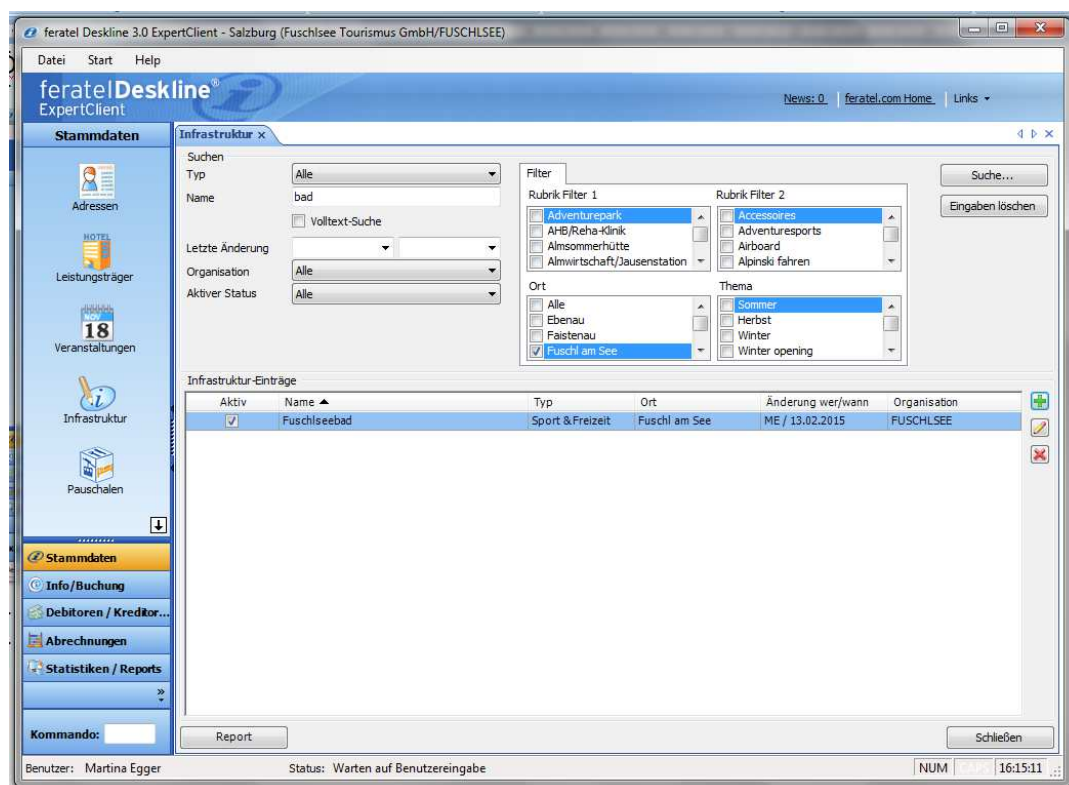 feratel Deskline 3.0 ExpertClient - Salzburg (Fuschlsee Tourismus GmbH/FUSCHLSEE)
Datei Start Help
feratel Deskline®
ExpertClient
News: 0 feratel.com Home Links
Stammdaten
Adressen
HOTEL
Leistungsträger
NOV
18
Veranstaltungen
Infrastruktur
Pauschalen
Stammdaten
Info/Buchung
Debitoren / Kreditor...
Abrechnungen
Statistiken / Reports
Kommando:
Infrastruktur x
Suchen
Typ Alle
Name bad
Volltext-Suche
Letzte Änderung
Organisation Alle
Aktiver Status Alle
Filter
Rubrik Filter 1
Adventurepark
AHB/Reha-Klinik
Almsommerhütte
Almwirtschaft/Jausenstation
Rubrik Filter 2
Accessoires
Adventuresports
Airboard
Alpinski fahren
Ort
Alle
Ebenau
Faistenau
Fuschl am See
Thema
Sommer
Herbst
Winter
Winter opening
Suche...
Eingaben löschen
Infrastruktur-Einträge
Aktiv Name Typ Ort Änderung wer/wann Organisation
Fuschlseebad Sport & Freizeit Fuschl am See ME / 13.02.2015 FUSCHLSEE
Report Schließen
Benutzer: Martina Egger Status: Warten auf Benutzereingabe NUM CAPS 16:15:11